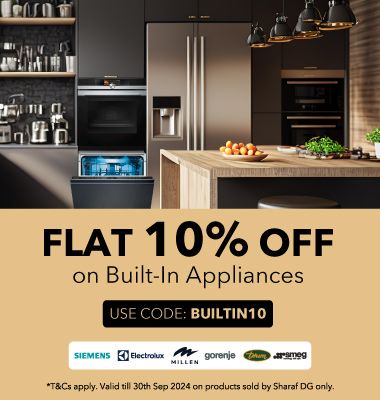 FLAT 10% OFF
on Built-In Appliances
USE CODE: BUILTIN10
SIEMENS Electrolux MILLEN gorenje smeg
*T&Cs apply. Valid till 30th Sep 2024 on products sold by Sharaf DG only.